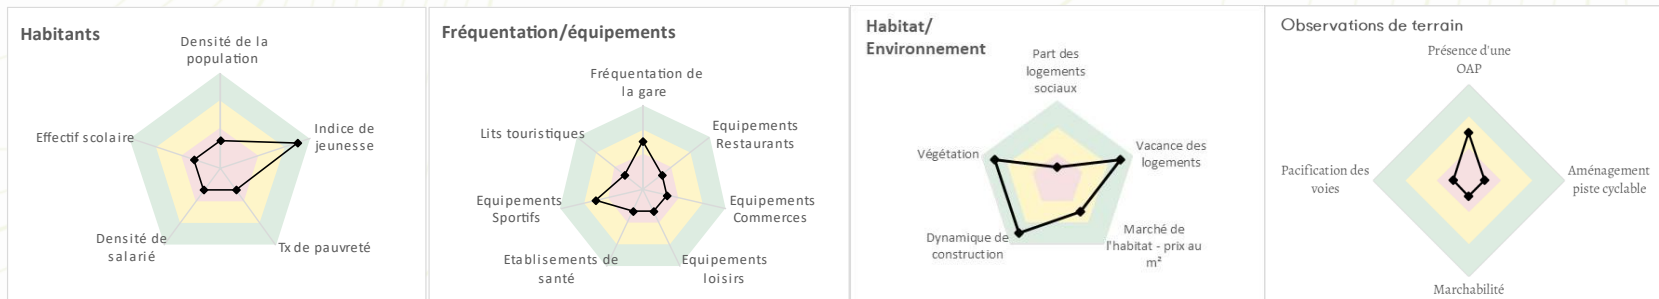 Habitants
Densité de la
population
Effectif scolaire
Indice de
jeunesse
Densité de
salarié
Tx de pauvreté
Fréquentation/équipements
Fréquentation de
la gare
Lits touristiques
Equipements
Restaurants
Equipements
Sportifs
Equipements
Commerces
Etablisements de
santé
Equipements
loisirs
Habitat/
Environnement
Part des
logements
sociaux
Végétation
Vacance des
logements
Dynamique de
construction
Marché de
l'habitat - prix au
m²
Observations de terrain
Présence d'une
OAP
Pacification des
voies
Aménagement
piste cyclable
Marchabilité